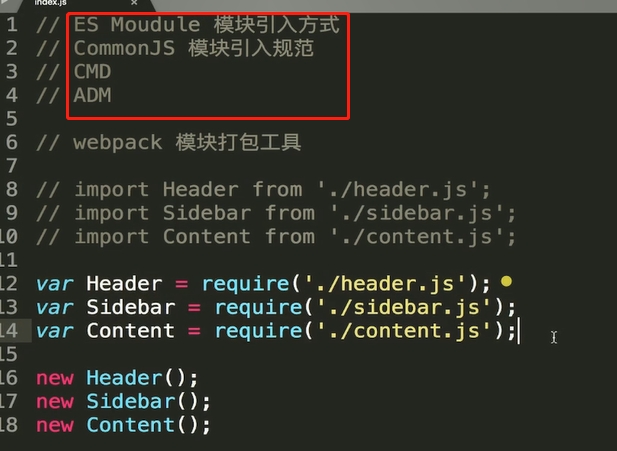 index.js
1 // ES Moudule 模块引入方式
2 // CommonJS 模块引入规范
3 // CMD
4 // ADM
5
6 // webpack 模块打包工具
7
8 // import Header from './header.js';
9 // import Sidebar from './sidebar.js';
10 // import Content from './content.js';
11
12 var Header = require('./header.js');
13 var Sidebar = require('./sidebar.js');
14 var Content = require('./content.js');
15
16 new Header();
17 new Sidebar();
18 new Content();